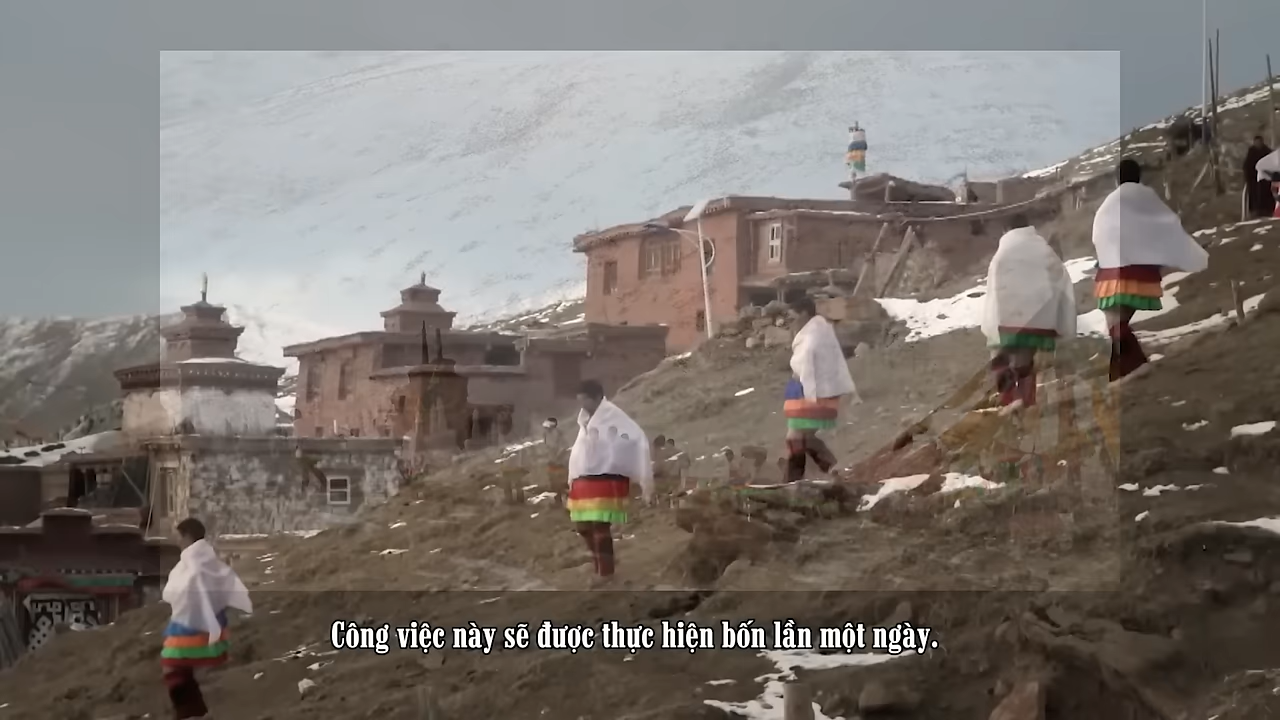 Công việc này sẽ được thực hiện bốn lần một ngày.